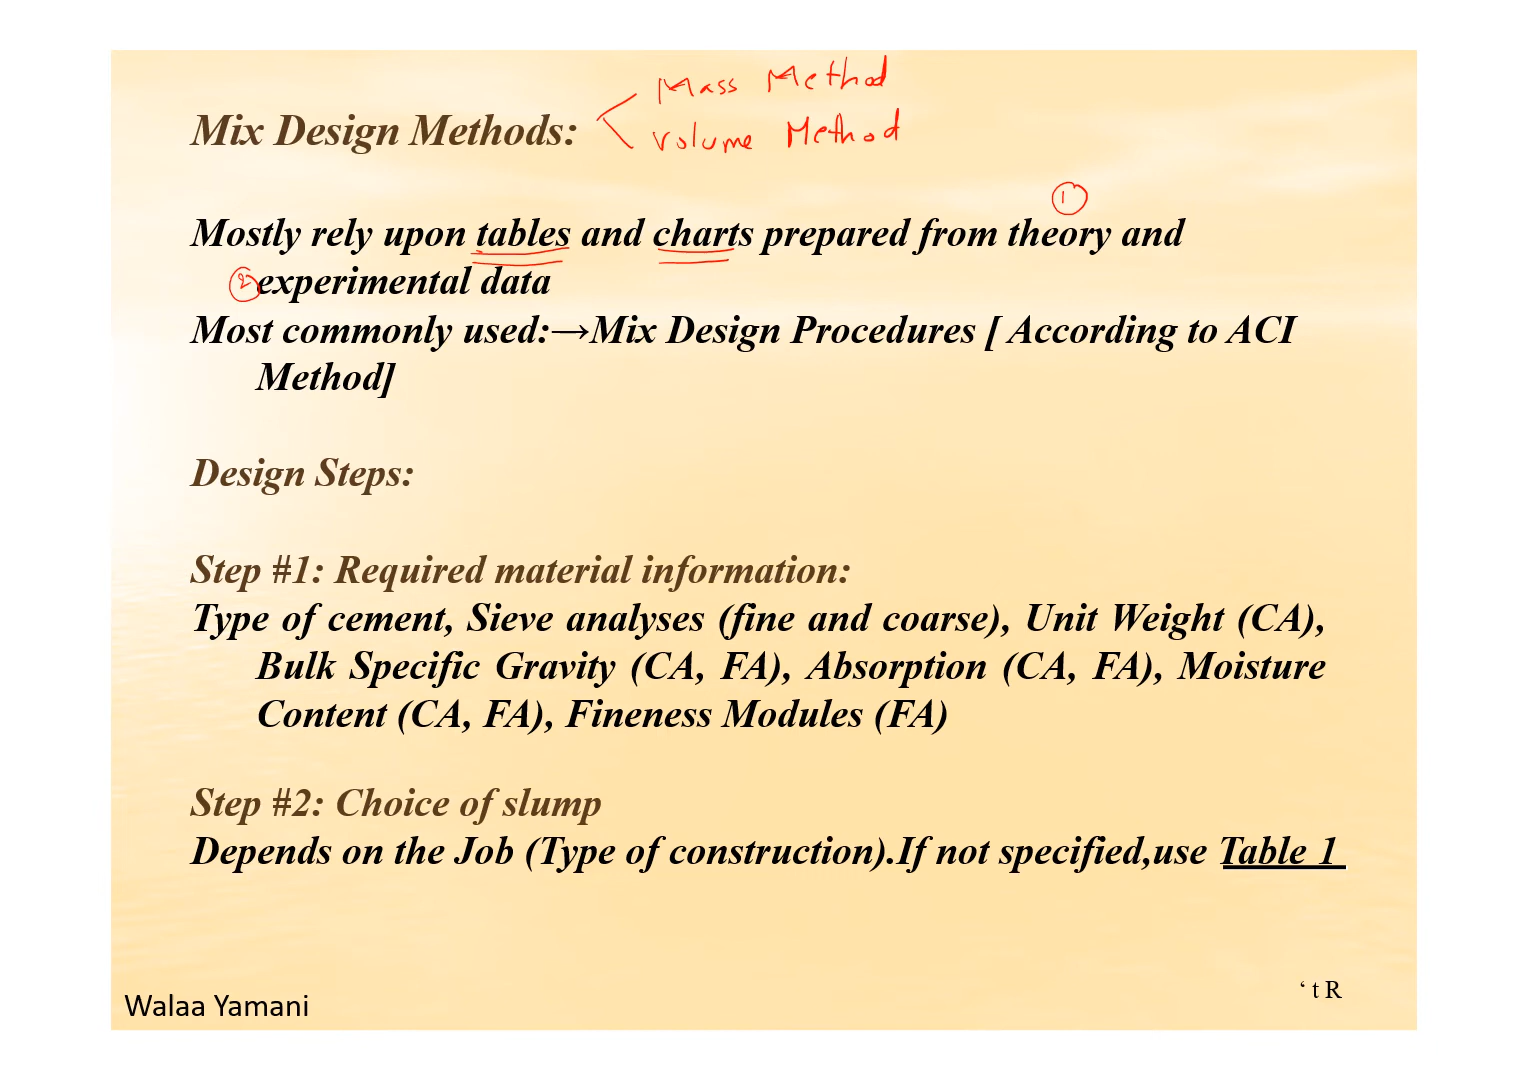 Mass Method
Mix Design Methods:
Volume Method
1
Mostly rely upon tables and charts prepared from theory and
2 experimental data
Most commonly used:→Mix Design Procedures [ According to ACI
Method]
Design Steps:
Step #1: Required material information:
Type of cement, Sieve analyses (fine and coarse), Unit Weight (CA),
Bulk Specific Gravity (CA, FA), Absorption (CA, FA), Moisture
Content (CA, FA), Fineness Modules (FA)
Step #2: Choice of slump
Depends on the Job (Type of construction).If not specified,use Table 1
‘ t R
Walaa Yamani